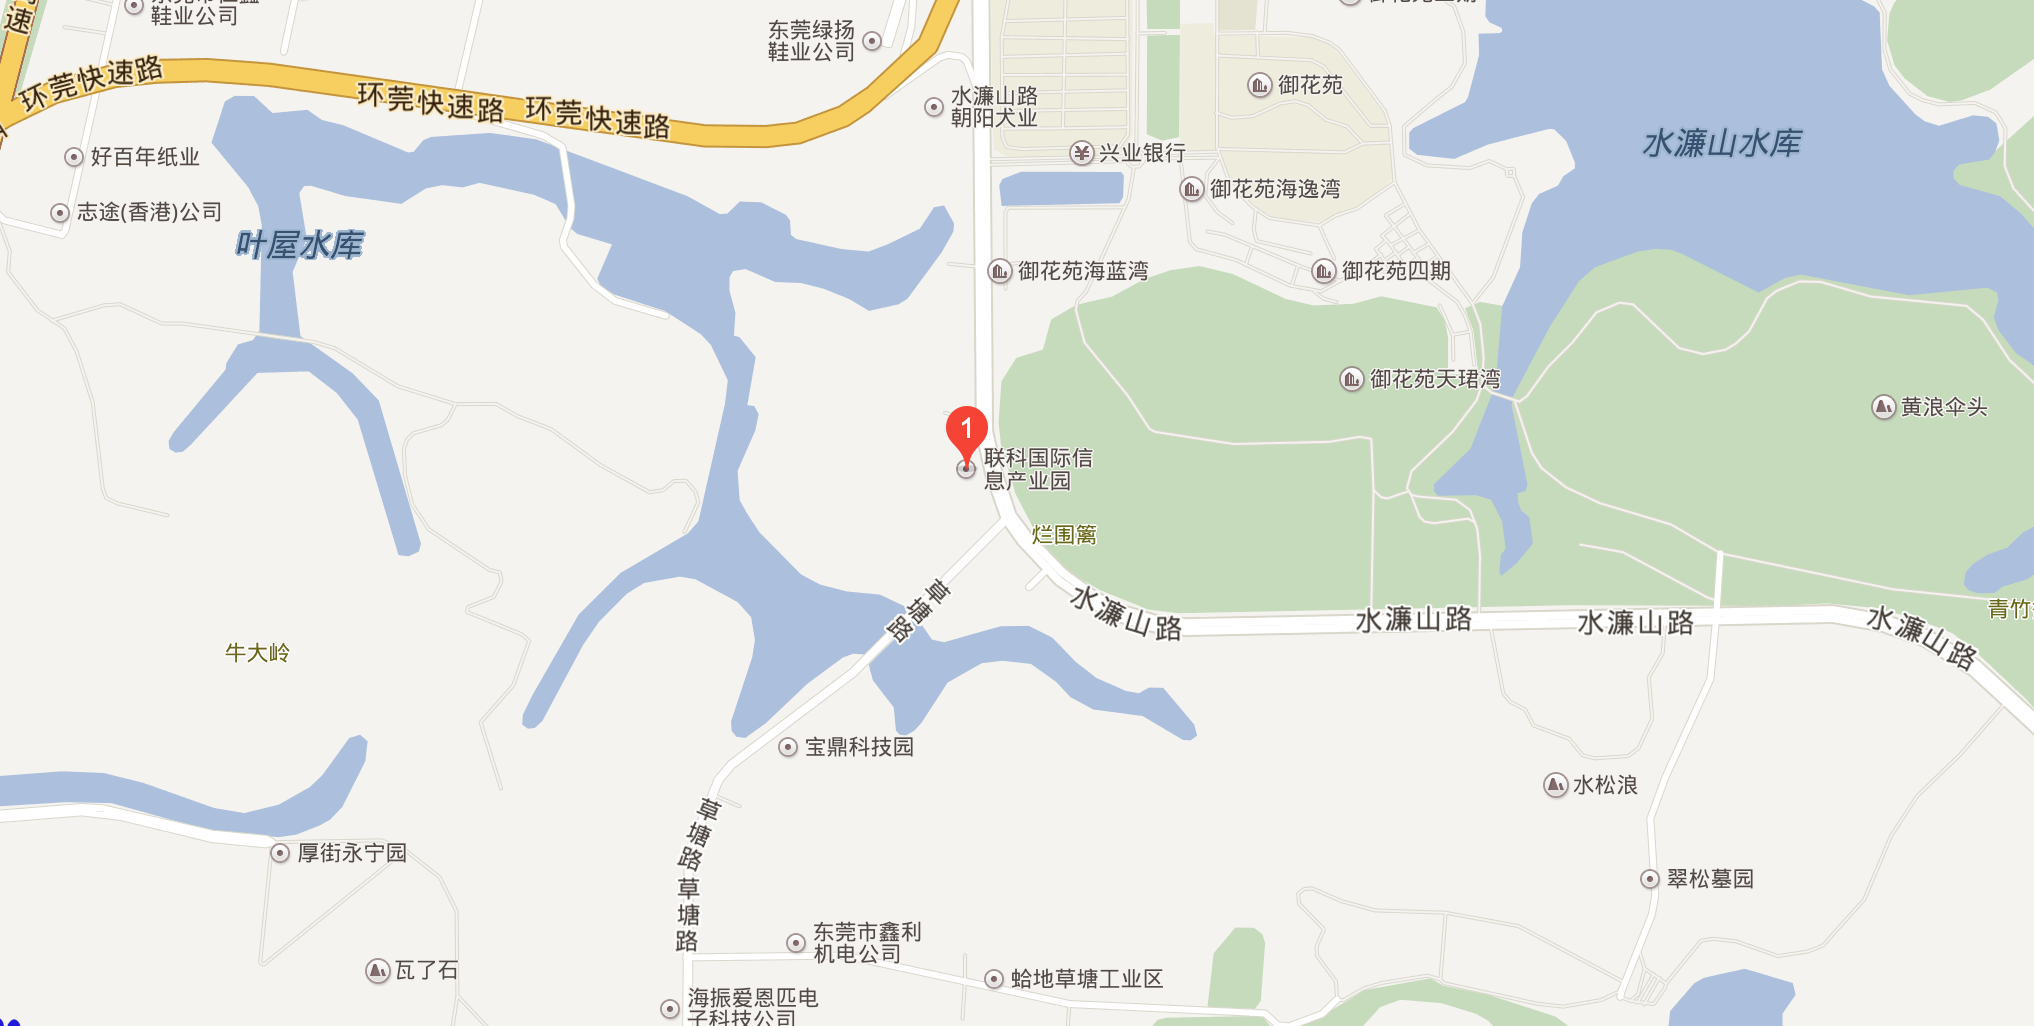 速
鞋业公司
东莞绿扬
鞋业公司
环莞快速路
环莞快速路
环莞快速路
水濂山路
朝阳犬业
御花苑
水濂山水库
好百年纸业
兴业银行
御花苑海逸湾
志途(香港)公司
叶屋水库
御花苑海蓝湾
御花苑四期
御花苑天珺湾
黄浪伞头
1
联科国际信
息产业园
烂围篱
草塘路
水濂山路
水濂山路
水濂山路
水濂山路
青竹
牛大岭
宝鼎科技园
水松浪
草塘路
厚街永宁园
草塘路
翠松墓园
东莞市鑫利
机电公司
瓦了石
蛤地草塘工业区
海振爱恩匹电
子科技公司